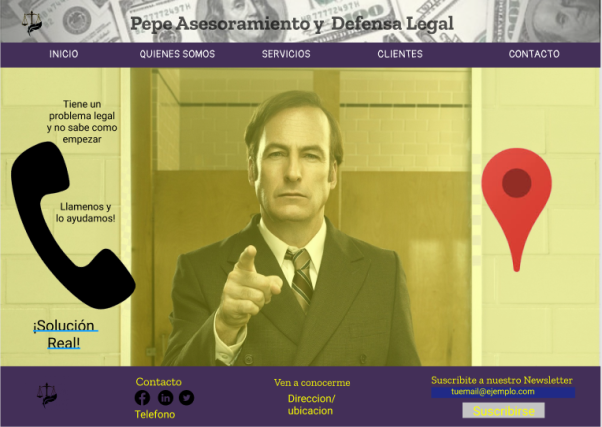 Pepe Asesoramiento y Defensa Legal
INICIO
QUIENES SOMOS
SERVICIOS
CLIENTES
CONTACTO
Tiene un
problema legal
y no sabe como
empezar
Llamenos y
lo ayudamos!
¡Solución
Real!
Contacto
Telefono
Ven a conocerme
Direccion/
ubicacion
Suscribite a nuestro Newsletter
tuemail@ejemplo.com
Suscribirse